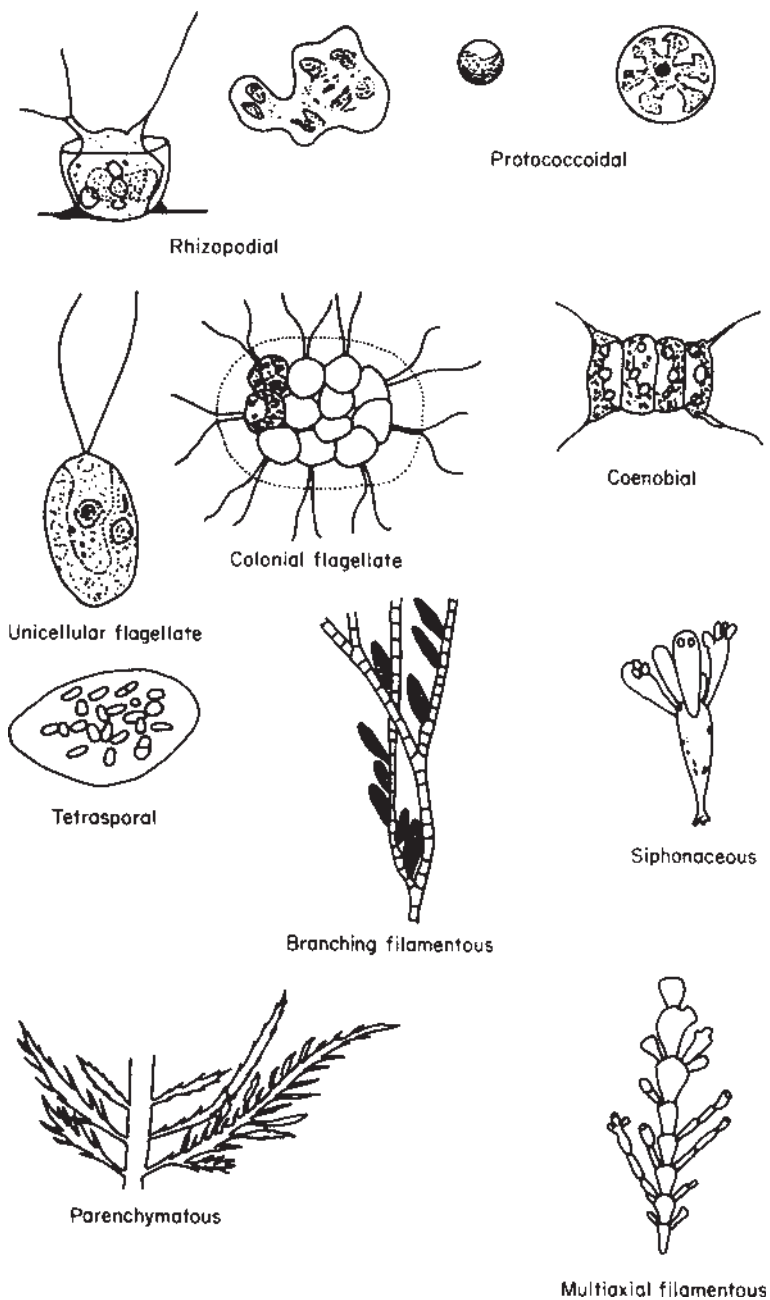 Protococcoidal
Rhizopodial
Coenobial
Colonial flagellate
Unicellular flagellate
Tetrasporal
Siphonaceous
Branching filamentous
Parenchymatous
Multiaxial filamentous